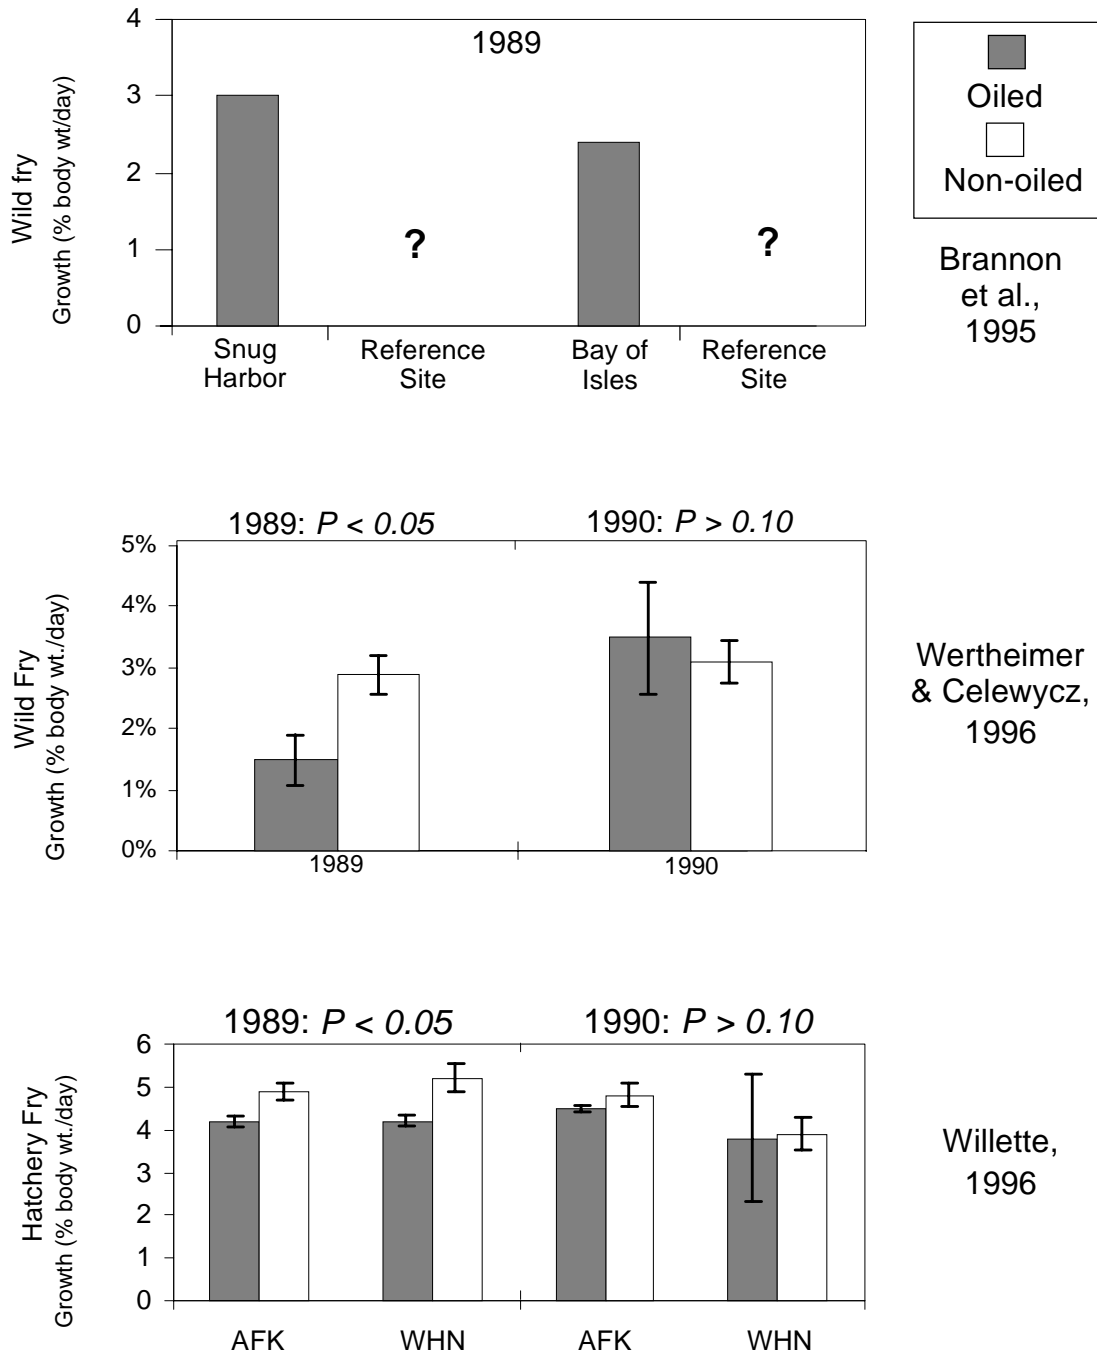 1989
4
3
2
1
0
Wild fry
Growth (% body wt/day)
?
?
Snug
Harbor
Reference
Site
Bay of
Isles
Reference
Site
Oiled
Non-oiled
Brannon
et al.,
1995
1989: P < 0.05
1990: P > 0.10
5%
4%
3%
2%
1%
0%
Wild Fry
Growth (% body wt./day)
1989
1990
Wertheimer
& Celewycz,
1996
1989: P < 0.05
1990: P > 0.10
6
5
4
3
2
1
0
Hatchery Fry
Growth (% body wt./day)
AFK
WHN
AFK
WHN
Willette,
1996